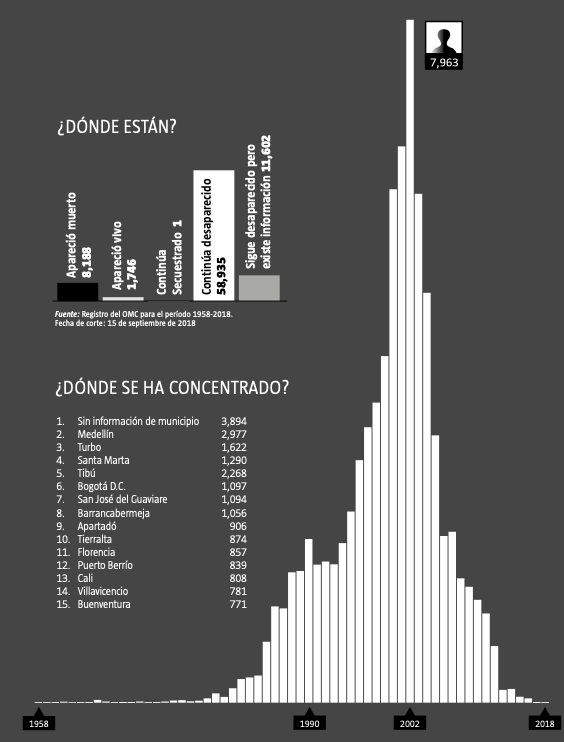 7,963
¿DÓNDE ESTÁN?
Apareció muerto
8,188
Apareció vivo
1,746
Continúa
Secuestrado 1
Continúa desaparecido
58,935
Sigue desaparecido pero
existe información 11,602
Fuente: Registro del OMC para el período 1958-2018.
Fecha de corte: 15 de septiembre de 2018
¿DÓNDE SE HA CONCENTRADO?
1. Sin información de municipio 3,894
2. Medellín 2,977
3. Turbo 1,622
4. Santa Marta 1,290
5. Tibú 2,268
6. Bogotá D.C. 1,097
7. San José del Guaviare 1,094
8. Barrancabermeja 1,056
9. Apartadó 906
10. Tierralta 874
11. Florencia 857
12. Puerto Berrío 839
13. Cali 808
14. Villavicencio 781
15. Buenventura 771
1958
1990
2002
2018